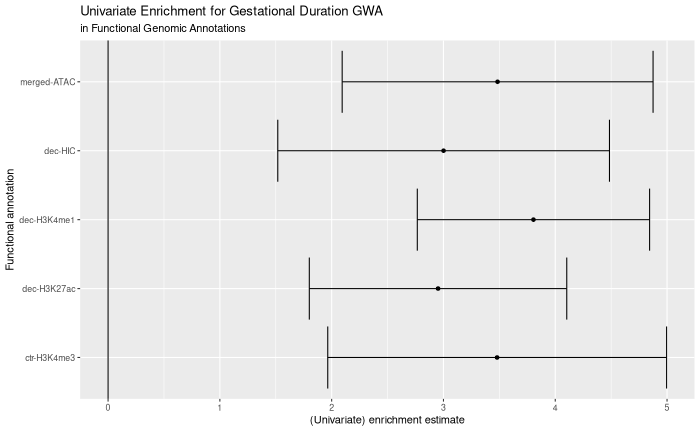 Univariate Enrichment for Gestational Duration GWA
in Functional Genomic Annotations
Functional annotation
merged-ATAC
dec-HIC
dec-H3K4me1
dec-H3K27ac
ctr-H3K4me3
0 1 2 3 4 5
(Univariate) enrichment estimate